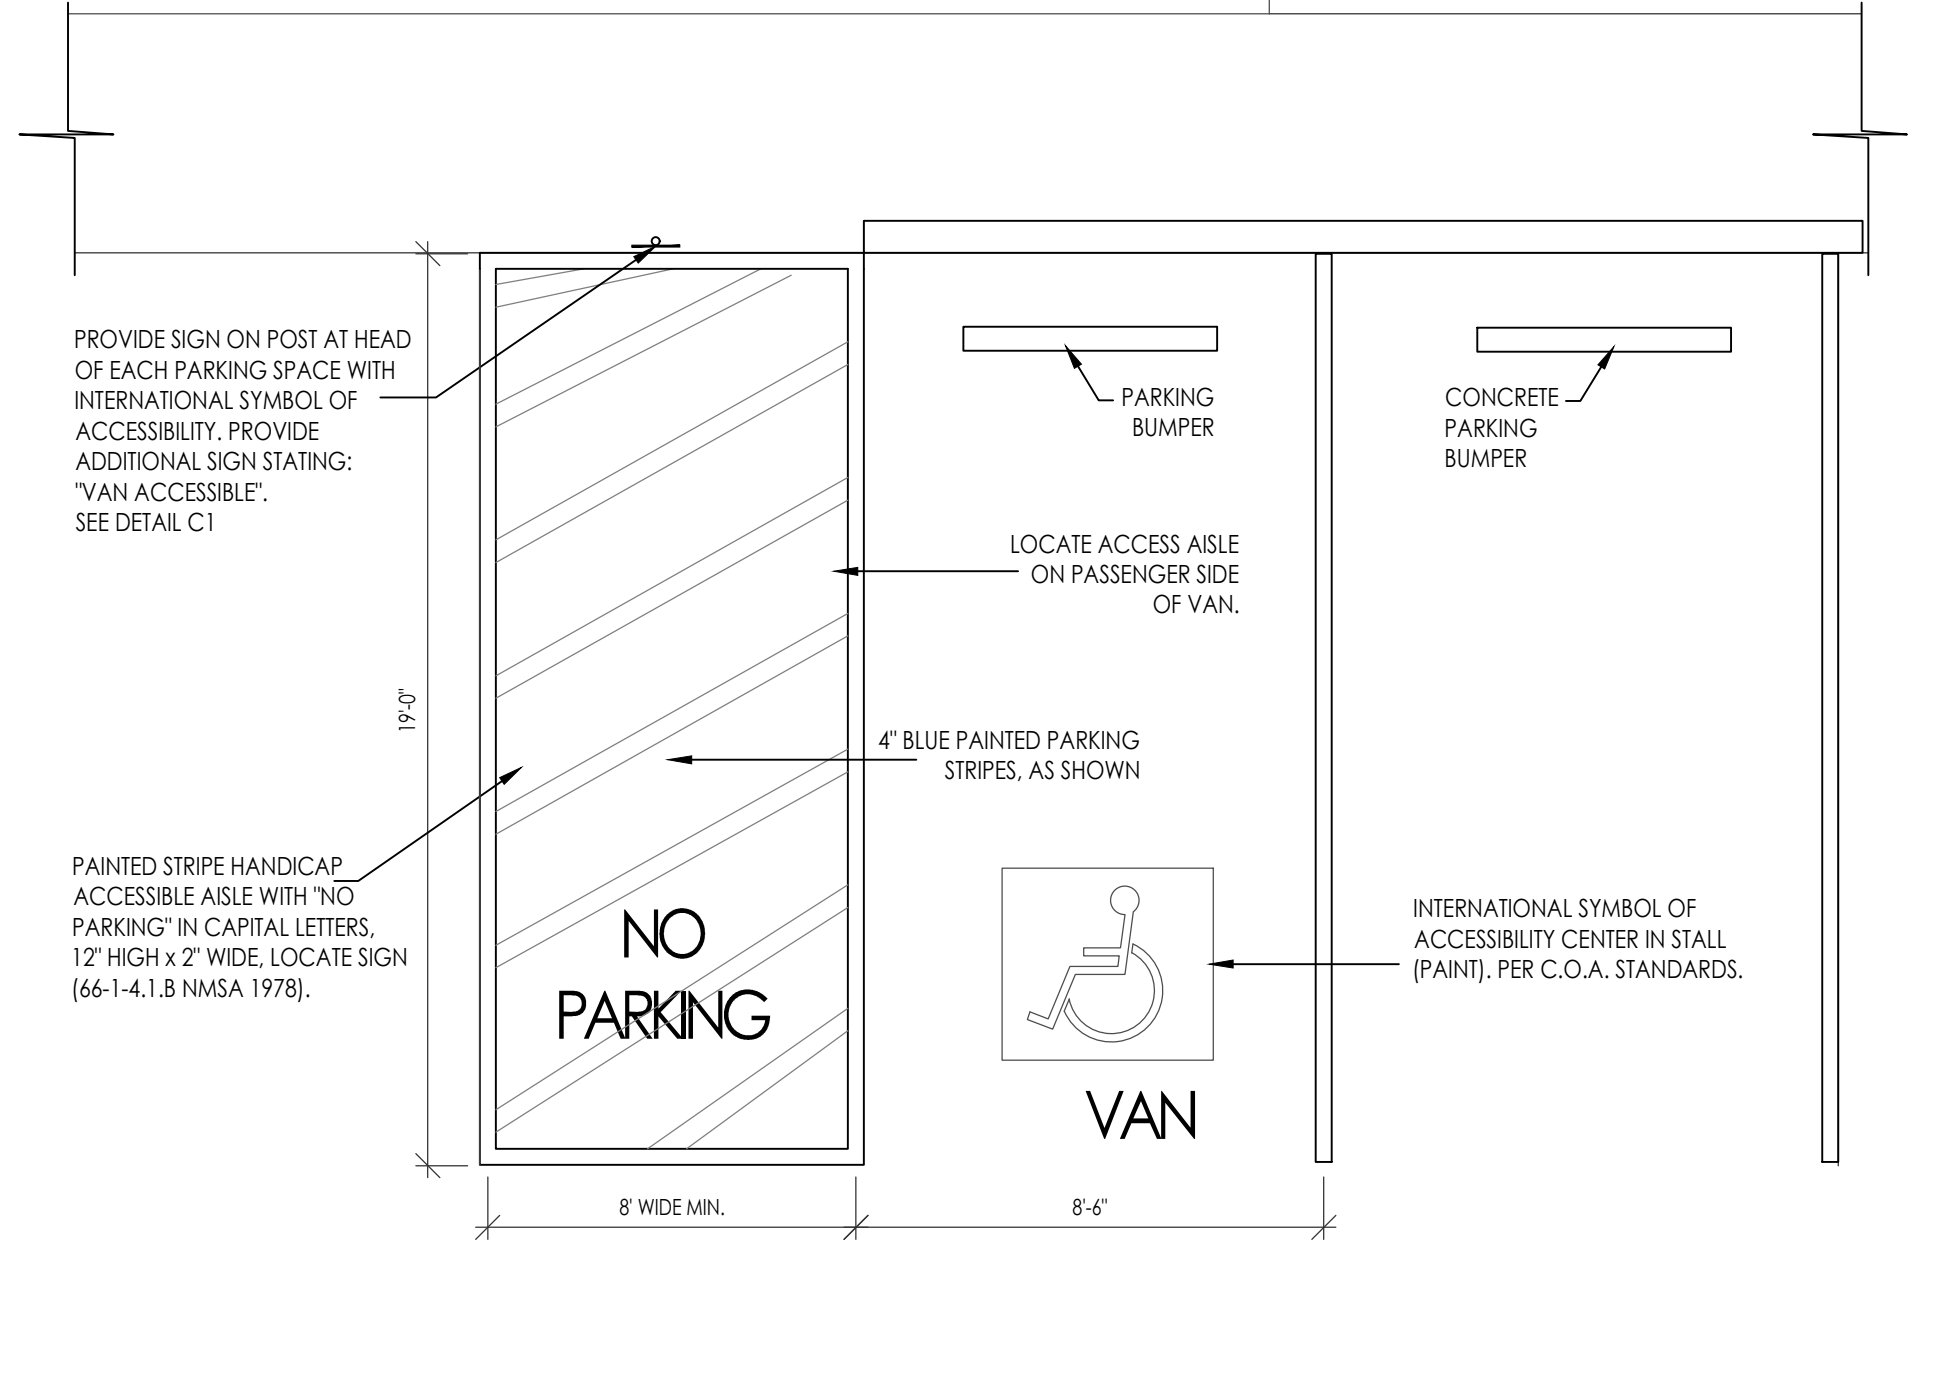 PROVIDE SIGN ON POST AT HEAD
OF EACH PARKING SPACE WITH
INTERNATIONAL SYMBOL OF
ACCESSIBILITY. PROVIDE
ADDITIONAL SIGN STATING:
"VAN ACCESSIBLE".
SEE DETAIL C1
PARKING
BUMPER
CONCRETE
PARKING
BUMPER
LOCATE ACCESS AISLE
ON PASSENGER SIDE
OF VAN.
19'-0"
4" BLUE PAINTED PARKING
STRIPES, AS SHOWN
PAINTED STRIPE HANDICAP
ACCESSIBLE AISLE WITH "NO
PARKING" IN CAPITAL LETTERS,
12" HIGH x 2" WIDE, LOCATE SIGN
(66-1-4.1.B NMSA 1978).
NO
PARKING
VAN
INTERNATIONAL SYMBOL OF
ACCESSIBILITY CENTER IN STALL
(PAINT). PER C.O.A. STANDARDS.
8' WIDE MIN.
8'-6"